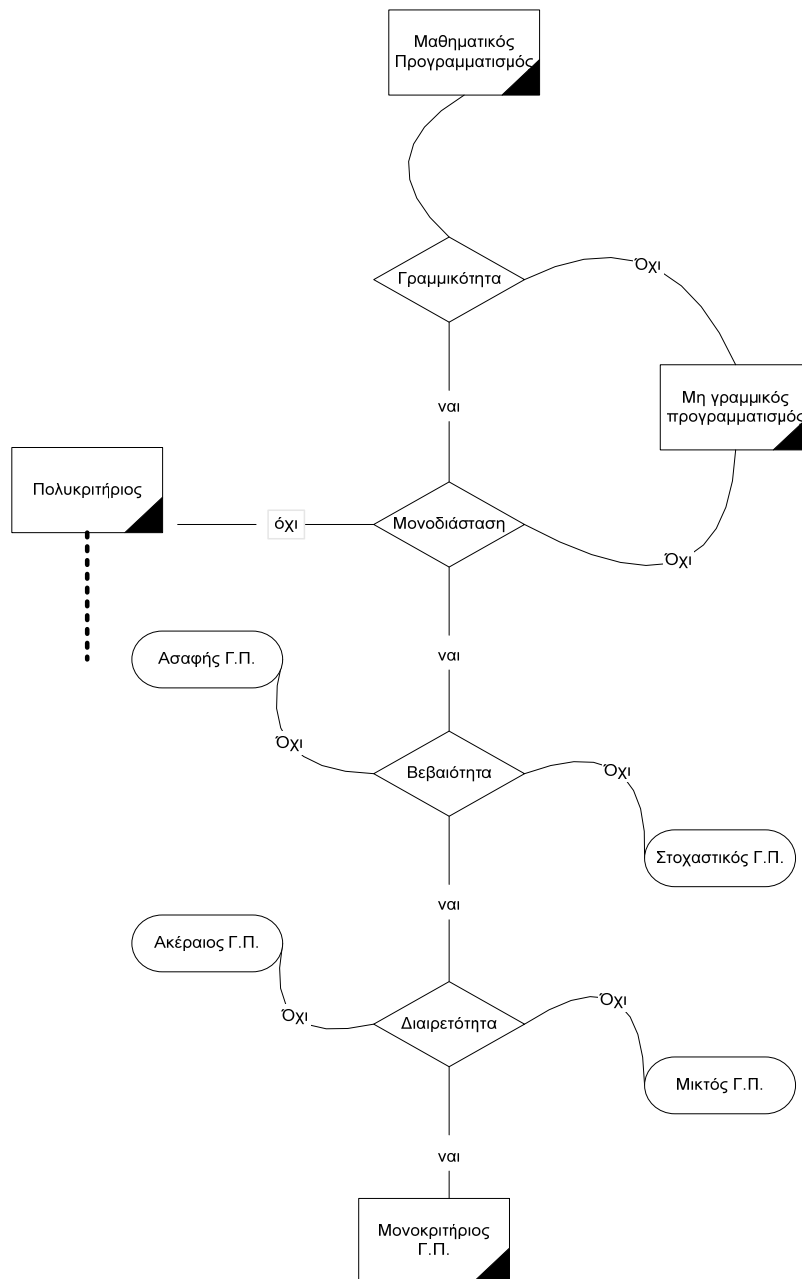 Μαθηματικός
Προγραμματισμός
Γραμμικότητα
Όχι
Μη γραμμικός
προγραμματισμός
ναι
Πολυκριτήριος
όχι
Μονοδιάσταση
Όχι
ναι
Ασαφής Γ.Π.
Όχι
Βεβαιότητα
Όχι
Στοχαστικός Γ.Π.
ναι
Ακέραιος Γ.Π.
Όχι
Διαιρετότητα
Όχι
Μικτός Γ.Π.
ναι
Μονοκριτήριος
Γ.Π.